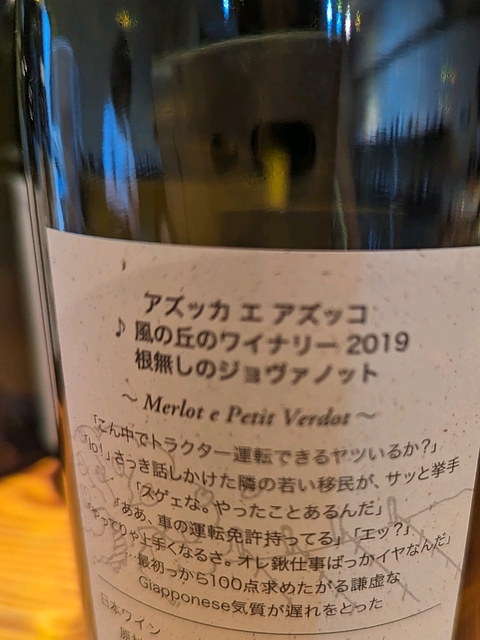 アズッカ エ アズッコ
♪ 風の丘のワイナリー 2019
根無しのジョヴァノット
～ Merlot e Petit Verdot ～
「こん中でトラクター運転できるヤツいるか？」
「Io！」さっき話しかけた隣の若い移民が、サッと挙手
「スゲェな。やったことあるんだ」
「ああ、車の運転免許持ってる」「エッ？」
「やってりゃ上手くなるさ。オレ鍬仕事ばっかイヤなんだ」
…最初っから100点求めたがる謙虚な
Giapponese気質が遅れをとった
日本ワイン